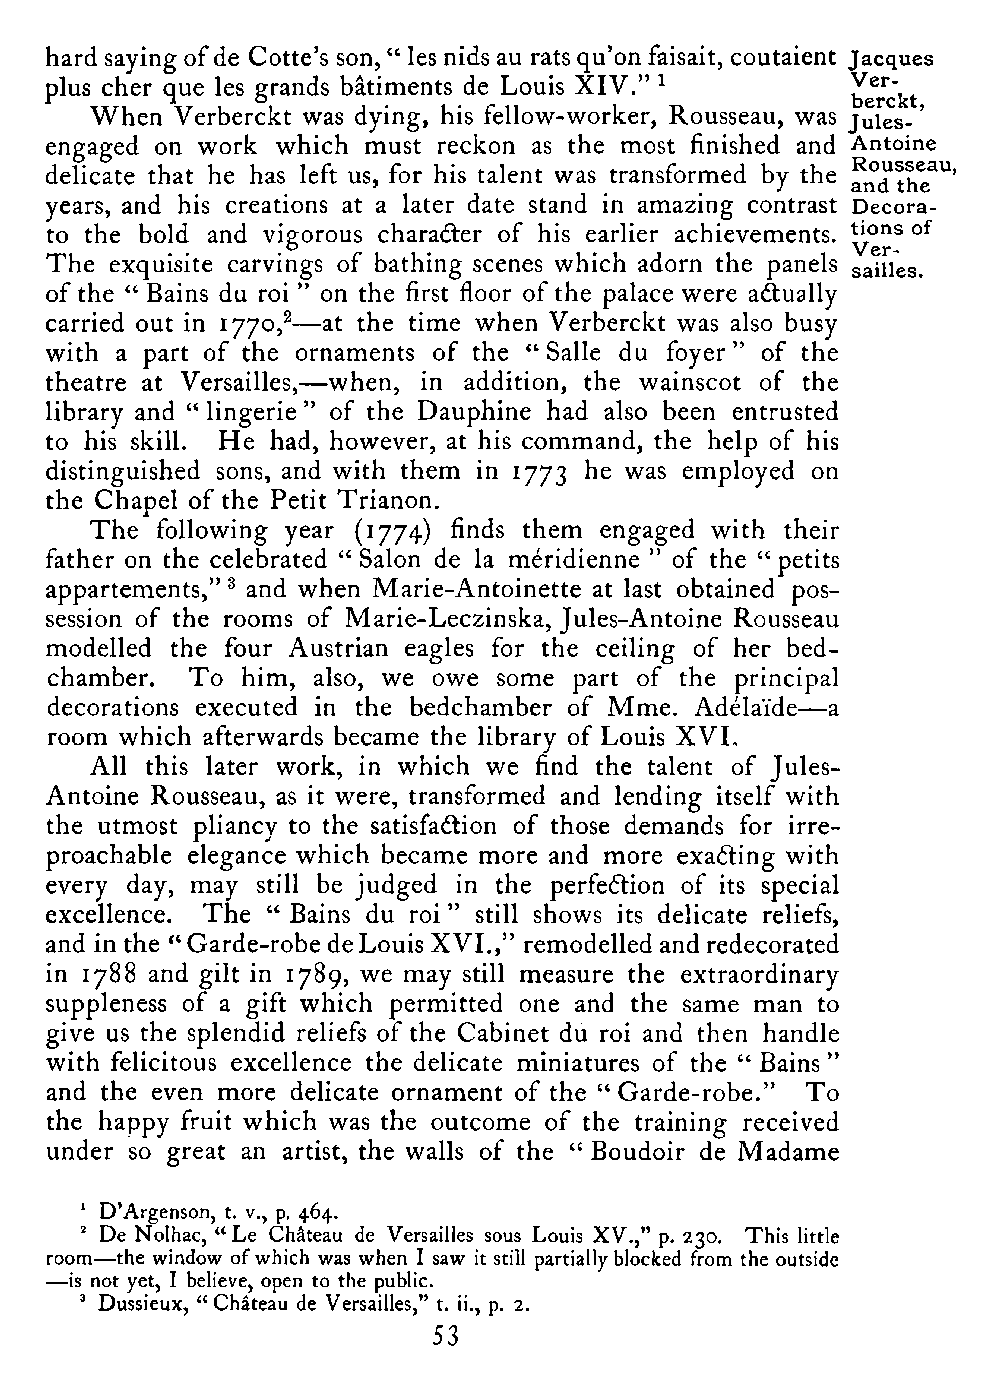 hard saying of de Cotte's son, “ les nids au rats qu'on faisait, coutaient
plus cher que les grands bâtiments de Louis XIV.” ¹
When Verberckt was dying, his fellow-worker, Rousseau, was
engaged on work which must reckon as the most finished and
delicate that he has left us, for his talent was transformed by the
years, and his creations at a later date stand in amazing contrast
to the bold and vigorous character of his earlier achievements.
The exquisite carvings of bathing scenes which adorn the panels
of the “ Bains du roi ” on the first floor of the palace were actually
carried out in 1770,²—at the time when Verberckt was also busy
with a part of the ornaments of the “ Salle du foyer ” of the
theatre at Versailles,—when, in addition, the wainscot of the
library and “ lingerie ” of the Dauphine had also been entrusted
to his skill. He had, however, at his command, the help of his
distinguished sons, and with them in 1773 he was employed on
the Chapel of the Petit Trianon.
The following year (1774) finds them engaged with their
father on the celebrated “ Salon de la méridienne ” of the “ petits
appartements,” ³ and when Marie-Antoinette at last obtained pos-
session of the rooms of Marie-Leczinska, Jules-Antoine Rousseau
modelled the four Austrian eagles for the ceiling of her bed-
chamber. To him, also, we owe some part of the principal
decorations executed in the bedchamber of Mme. Adélaïde—a
room which afterwards became the library of Louis XVI.
All this later work, in which we find the talent of Jules-
Antoine Rousseau, as it were, transformed and lending itself with
the utmost pliancy to the satisfaction of those demands for irre-
proachable elegance which became more and more exacting with
every day, may still be judged in the perfection of its special
excellence. The “ Bains du roi ” still shows its delicate reliefs,
and in the “ Garde-robe de Louis XVI.,” remodelled and redecorated
in 1788 and gilt in 1789, we may still measure the extraordinary
suppleness of a gift which permitted one and the same man to
give us the splendid reliefs of the Cabinet du roi and then handle
with felicitous excellence the delicate miniatures of the “ Bains ”
and the even more delicate ornament of the “ Garde-robe.” To
the happy fruit which was the outcome of the training received
under so great an artist, the walls of the “ Boudoir de Madame
Jacques
Ver-
berckt,
Jules-
Antoine
Rousseau,
and the
Decora-
tions of
Ver-
sailles.
¹ D'Argenson, t. v., p. 464.
² De Nolhac, “ Le Château de Versailles sous Louis XV.,” p. 230. This little
room—the window of which was when I saw it still partially blocked from the outside
—is not yet, I believe, open to the public.
³ Dussieux, “ Château de Versailles,” t. ii., p. 2.
53